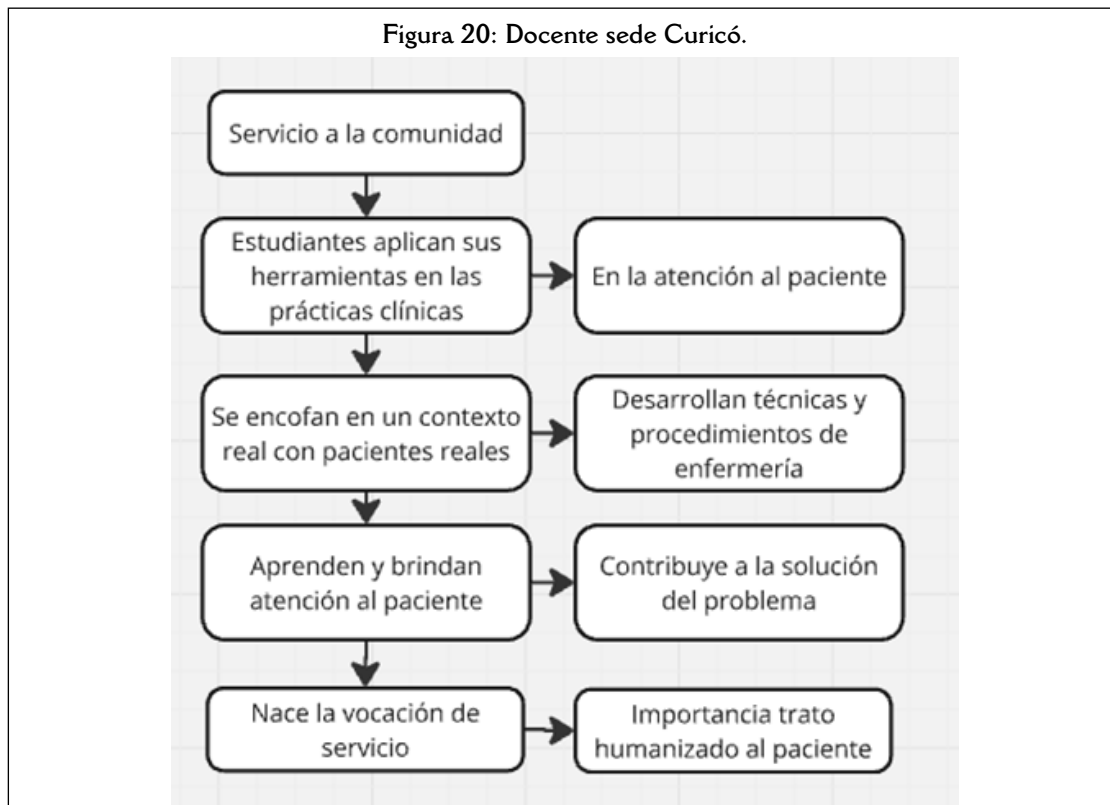 Figura 20: Docente sede Curicó.
Servicio a la comunidad
Estudiantes aplican sus
herramientas en las
prácticas clínicas
En la atención al paciente
Se encofan en un contexto
real con pacientes reales
Desarrollan técnicas y
procedimientos de
enfermería
Aprenden y brindan
atención al paciente
Contribuye a la solución
del problema
Nace la vocación de
servicio
Importancia trato
humanizado al paciente